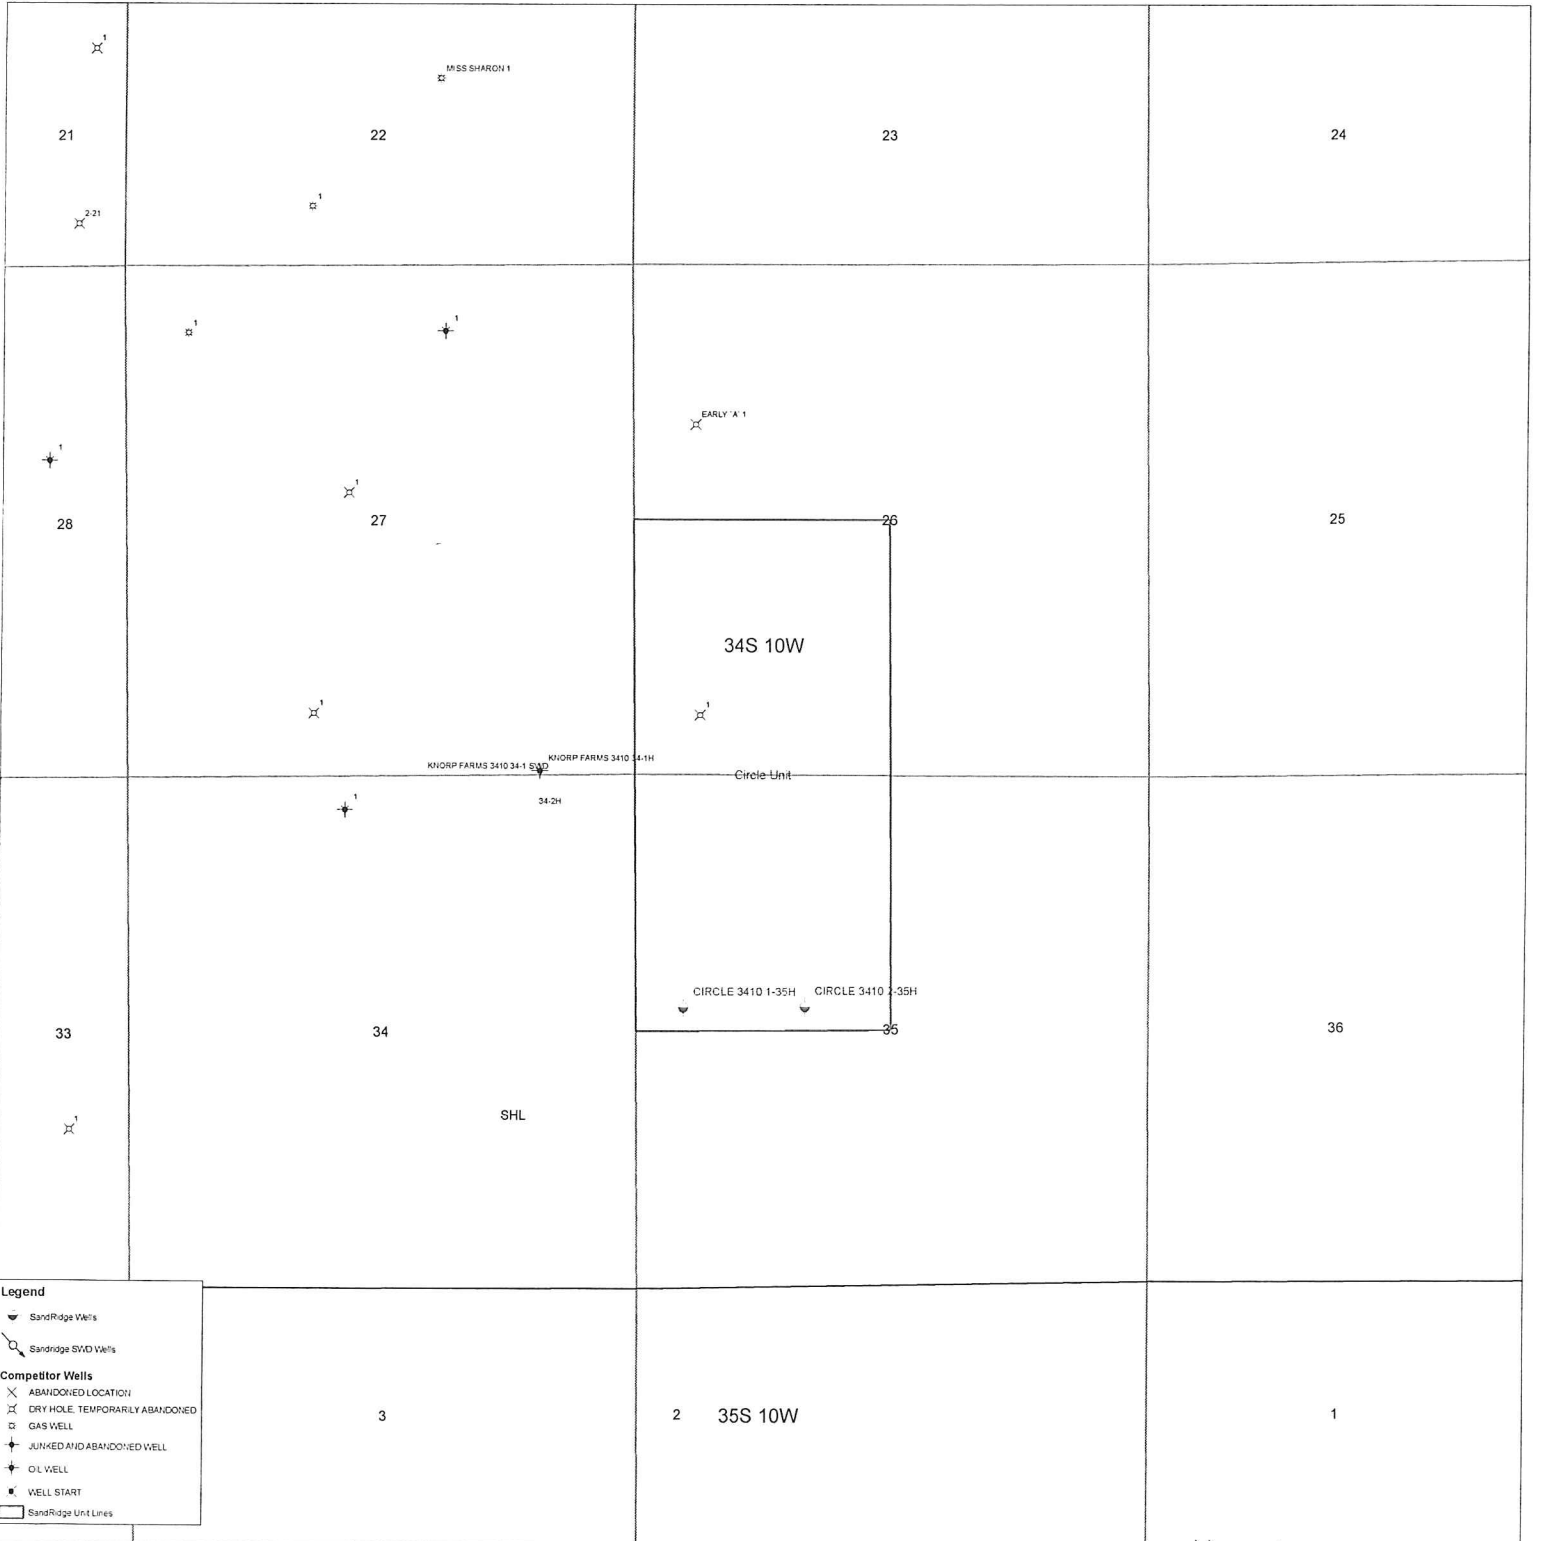 1
MISS SHARON 1
21
22
23
24
1
2-21
1
1
EARLY 'A' 1
1
1
28
27
26
25
34S 10W
1
1
KNORP FARMS 3410 34-1H
KNORP FARMS 3410 34-1 SWD
Circle Unit
1
34-2H
CIRCLE 3410 1-35H
CIRCLE 3410 2-35H
33
34
35
36
SHL
1
Legend
SandRidge Wells
Sandridge SWD Wells
Competitor Wells
ABANDONED LOCATION
DRY HOLE, TEMPORARILY ABANDONED
GAS WELL
JUNKED AND ABANDONED WELL
OIL WELL
WELL START
SandRidge Unit Lines
3
2
35S 10W
1